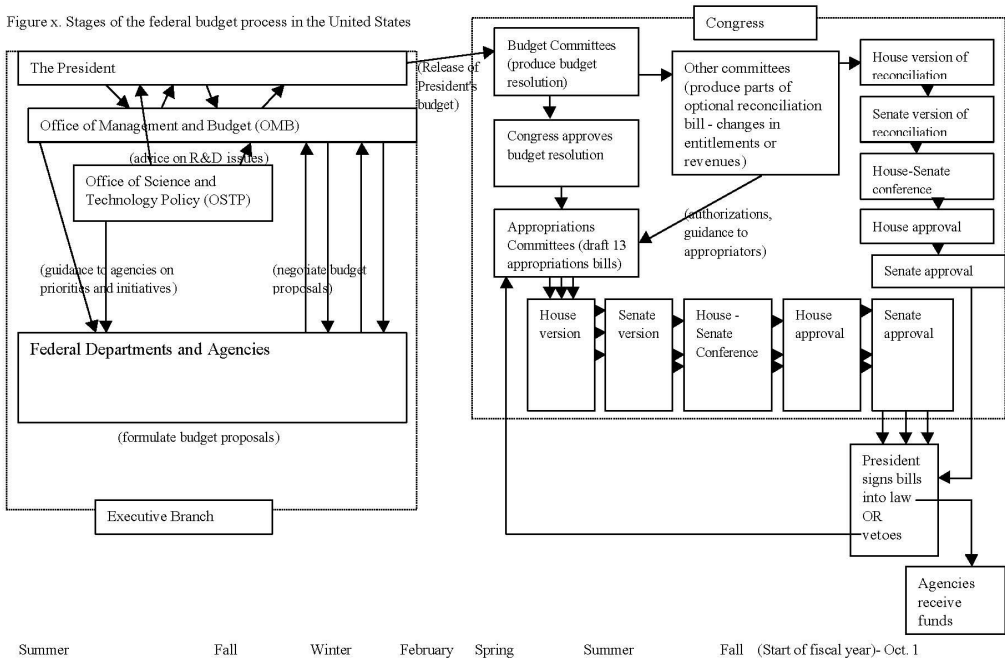 Figure x. Stages of the federal budget process in the United States
The President
Office of Management and Budget (OMB)
(advice on R&D issues)
Office of Science and
Technology Policy (OSTP)
(guidance to agencies on
priorities and initiatives)
(negotiate budget
proposals)
Federal Departments and Agencies
(formulate budget proposals)
Executive Branch
(Release of
President's
budget)
Congress
Budget Committees
(produce budget
resolution)
Congress approves
budget resolution
Appropriations
Committees (draft 13
appropriations bills)
Other committees
(produce parts of
optional reconciliation
bill - changes in
entitlements or
revenues)
(authorizations,
guidance to
appropriators)
House version of
reconciliation
Senate version of
reconciliation
House-Senate
conference
House approval
Senate approval
House
version
Senate
version
House -
Senate
Conference
House
approval
Senate
approval
President
signs bills
into law
OR
vetoes
Agencies
receive
funds
Summer Fall Winter February Spring Summer Fall (Start of fiscal year)- Oct. 1